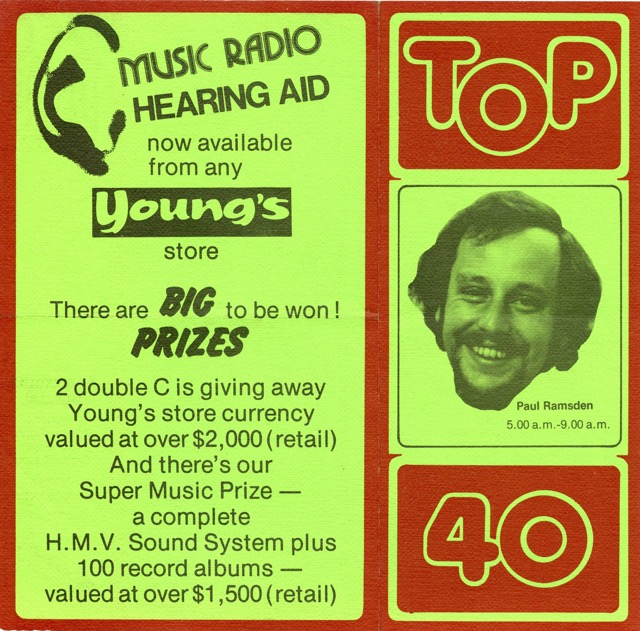 MUSIC RADIO
HEARING AID
now available
from any
Young's
store
There are BIG to be won!
PRIZES
2 double C is giving away
Young's store currency
valued at over $2,000 (retail)
And there's our
Super Music Prize —
a complete
H.M.V. Sound System plus
100 record albums —
valued at over $1,500 (retail)
TOP
Paul Ramsden
5.00 a.m.-9.00 a.m.
40